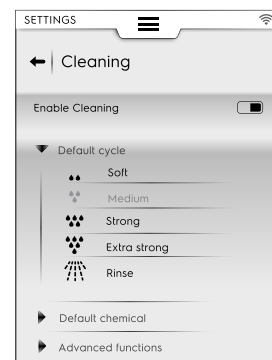 SETTINGS
Cleaning
Enable Cleaning
Default cycle
Soft
Medium
Strong
Extra strong
Rinse
Default chemical
Advanced functions